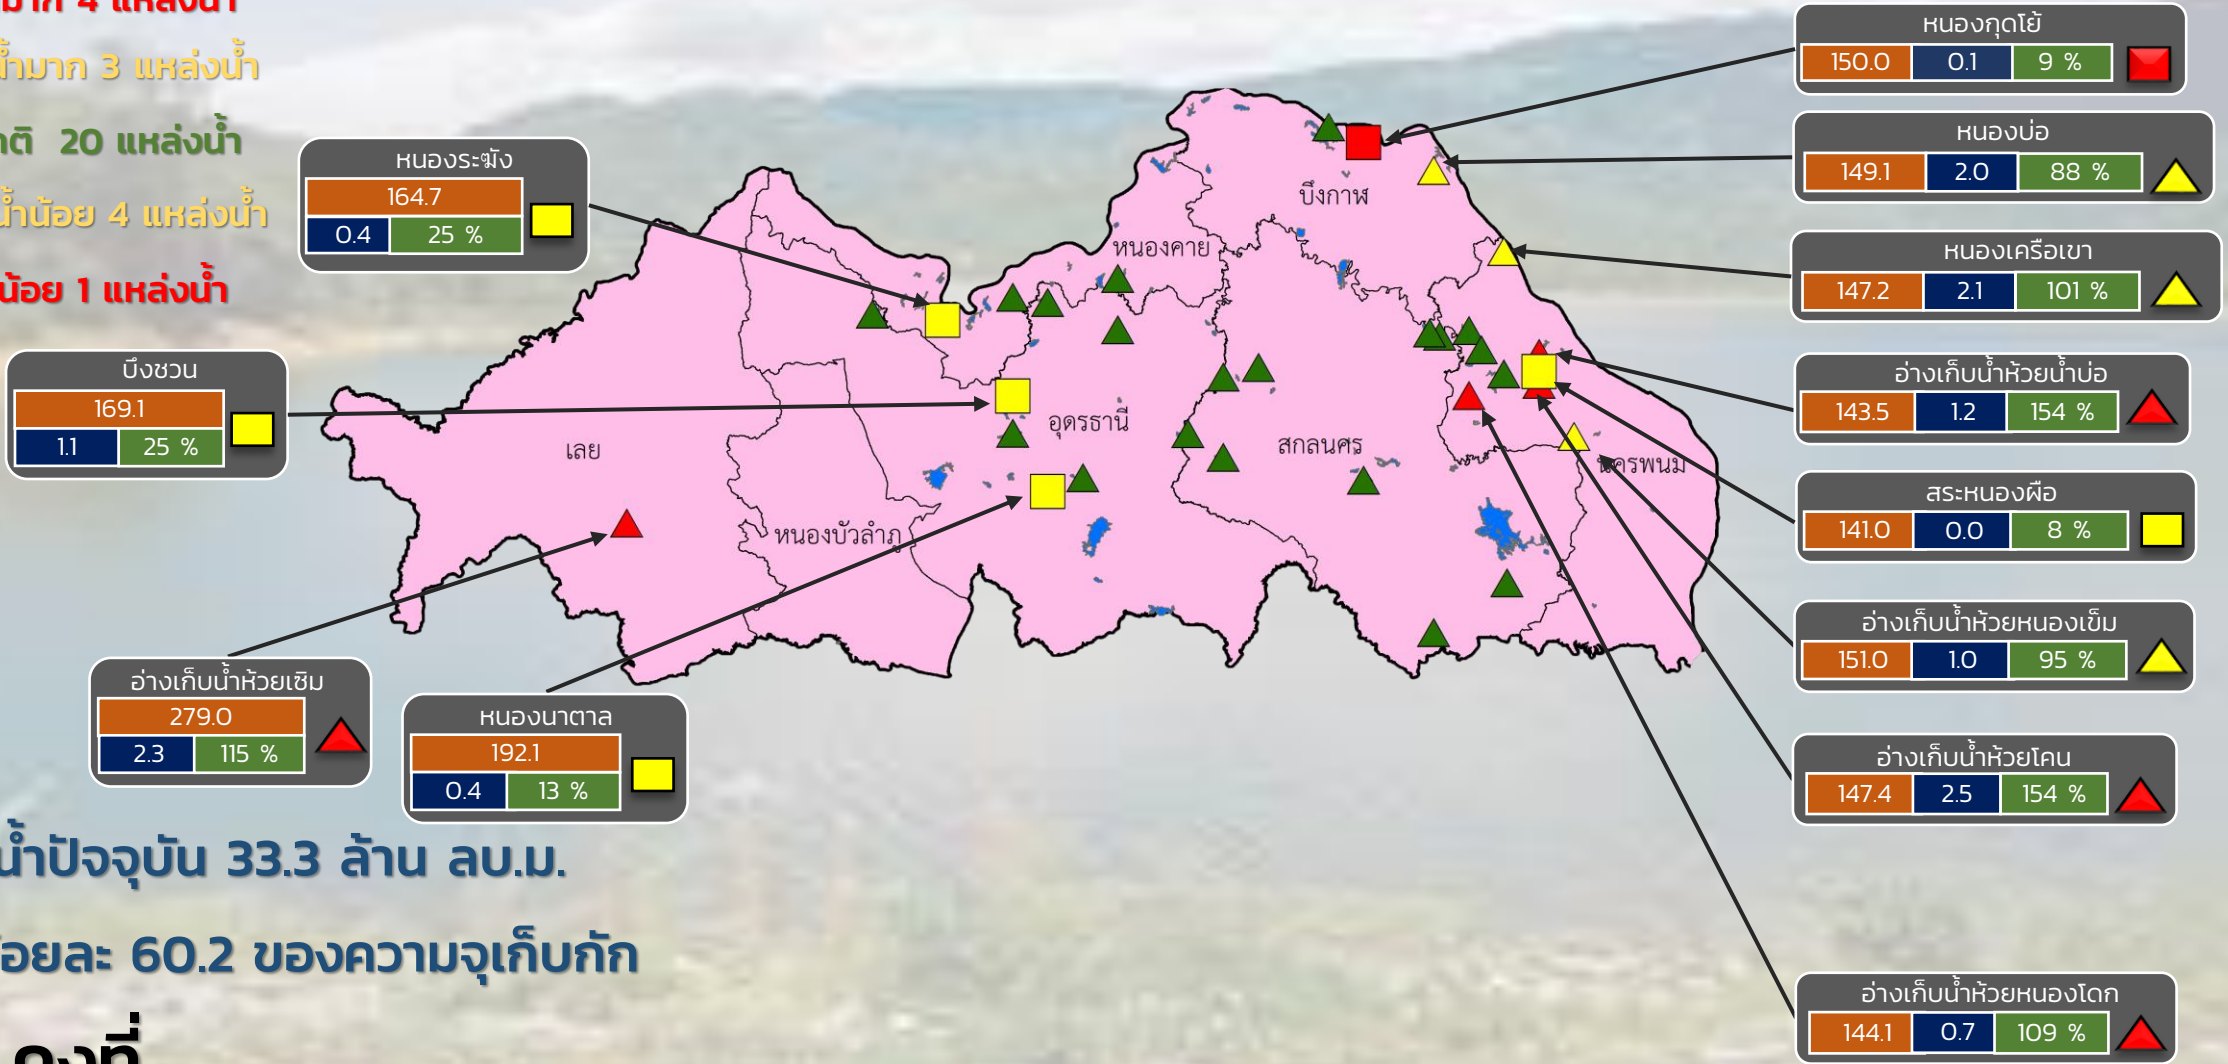 มาก 4 แหล่งน้ำ
น้ำมาก 3 แหล่งน้ำ
20 แหล่งน้ำ
น้ำน้อย 4 แหล่งน้ำ
น้อย 1 แหล่งน้ำ
หนองระฆัง
164.7
0.4 25 %
บึงชวน
169.1
1.1 25 %
อ่างเก็บน้ำห้วยเซิม
279.0
2.3 115 %
หนองนาตาล
192.1
0.4 13 %
บึงกาฬ
หนองคาย
อุดรธานี
เลย
สกลนคร
นครพนม
หนองบัวลำภู
หนองกุดโย้
150.0 0.1 9 %
หนองบ่อ
149.1 2.0 88 %
หนองเครือเขา
147.2 2.1 101 %
อ่างเก็บน้ำห้วยน้ำบ่อ
143.5 1.2 154 %
สระหนองผือ
141.0 0.0 8 %
อ่างเก็บน้ำห้วยหนองเข็ม
151.0 1.0 95 %
อ่างเก็บน้ำห้วยโคน
147.4 2.5 154 %
อ่างเก็บน้ำห้วยหนองโดก
144.1 0.7 109 %
น้ำปัจจุบัน 33.3 ล้าน ลบ.ม.
60.2 ของความจุเก็บกัก